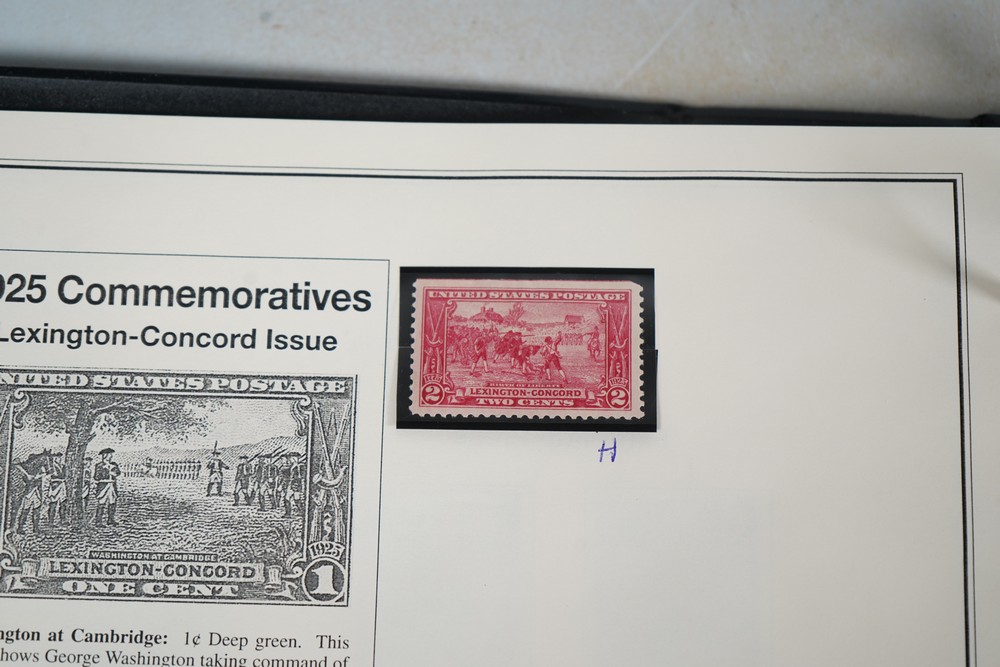 925 Commemoratives
Lexington-Concord Issue
UNITED STATES POSTAGE
WASHINGTON AT CAMBRIDGE
LEXINGTON-CONCORD
1925
1
ONE CENT
ngton at Cambridge: 1¢ Deep green. This
hows George Washington taking command of
UNITED STATES POSTAGE
BIRTH OF LIBERTY
1775
1925
2
LEXINGTON-CONCORD
2
TWO CENTS
H